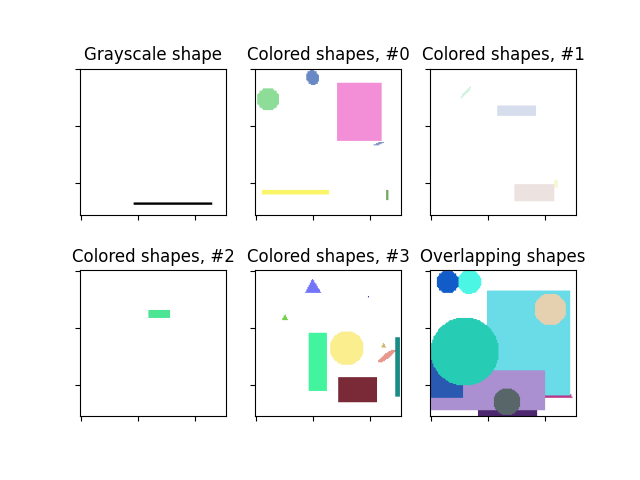 Grayscale shape
Colored shapes, #0
Colored shapes, #1
Colored shapes, #2
Colored shapes, #3
Overlapping shapes